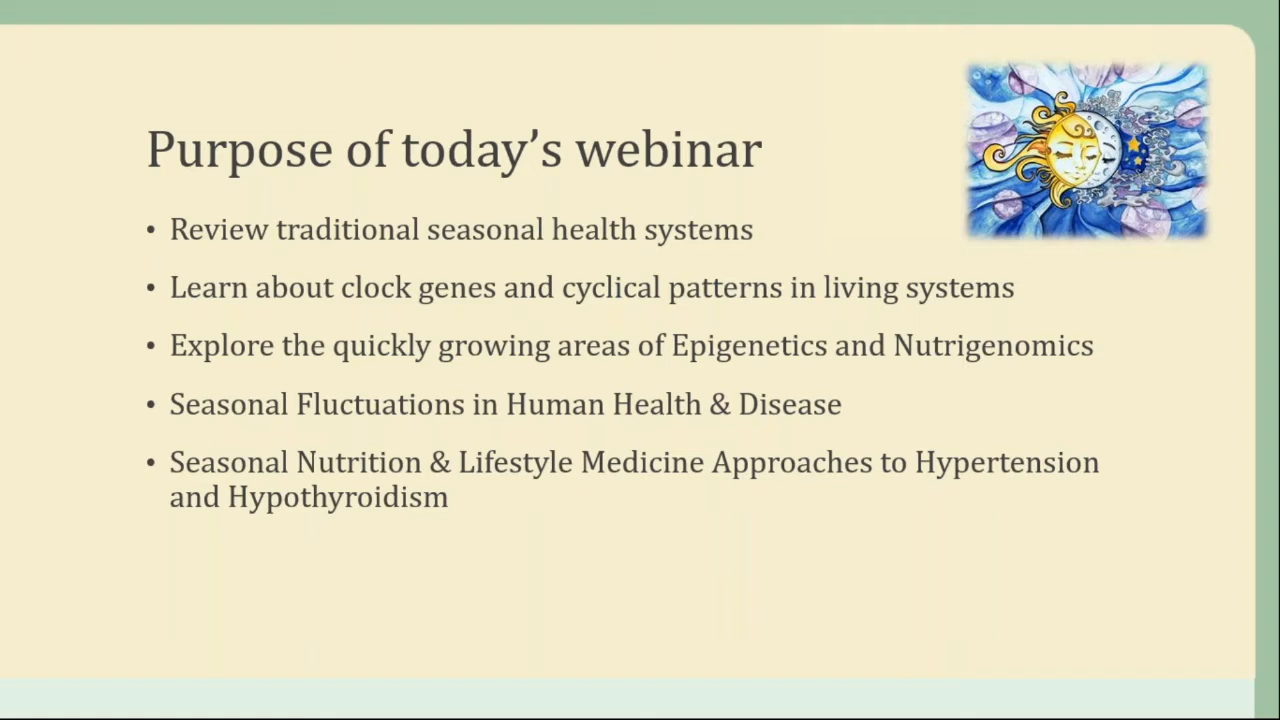 Purpose of today’s webinar
• Review traditional seasonal health systems
• Learn about clock genes and cyclical patterns in living systems
• Explore the quickly growing areas of Epigenetics and Nutrigenomics
• Seasonal Fluctuations in Human Health & Disease
• Seasonal Nutrition & Lifestyle Medicine Approaches to Hypertension
and Hypothyroidism